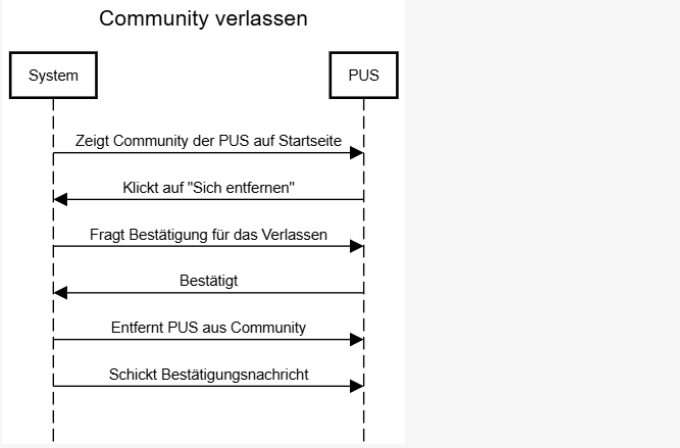 Community verlassen
System
PUS
Zeigt Community der PUS auf Startseite
Klickt auf "Sich entfernen"
Fragt Bestätigung für das Verlassen
Bestätigt
Entfernt PUS aus Community
Schickt Bestätigungsnachricht